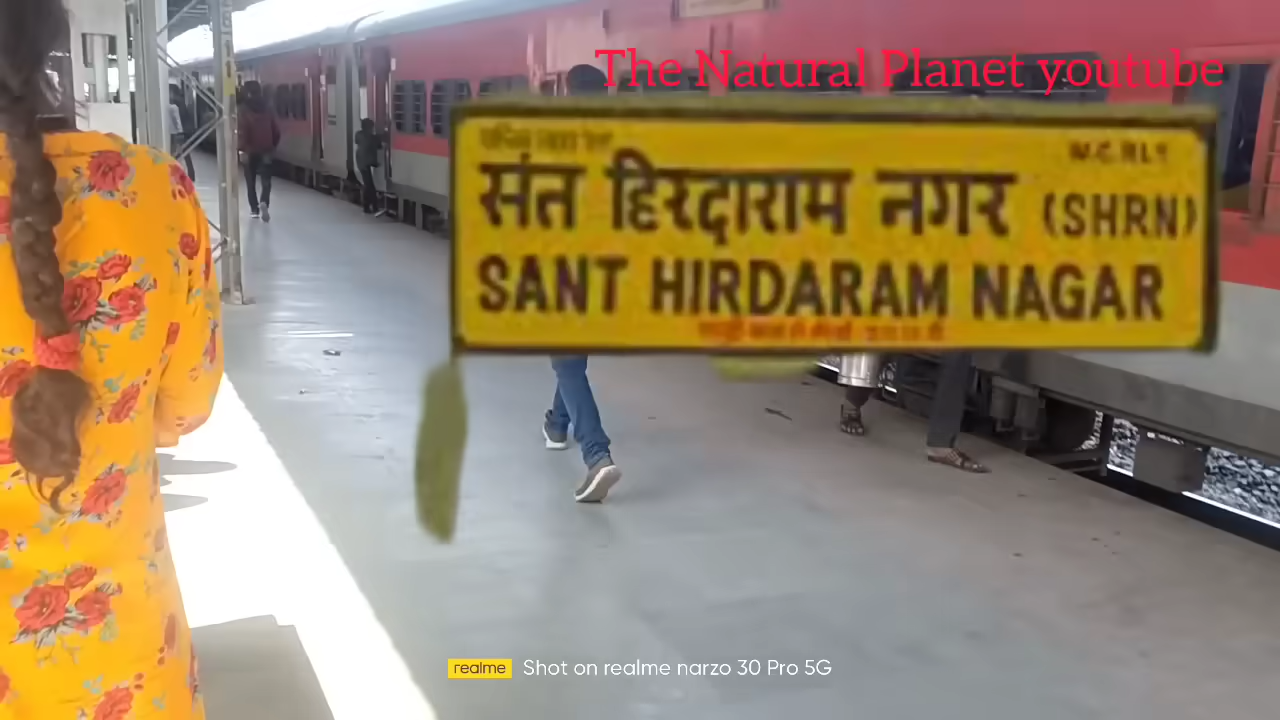 The Natural Planet youtube
W.C.RLY
संत हिरदाराम नगर (SHRN)
SANT HIRDARAM NAGAR
realme Shot on realme narzo 30 Pro 5G